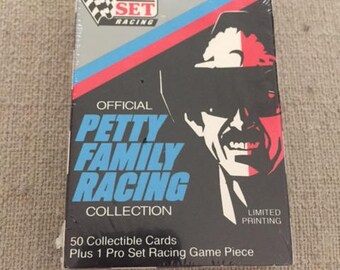 SET
RACING
OFFICIAL
PETTY
FAMILY
RACING
COLLECTION
LIMITED
PRINTING
50 Collectible Cards
Plus 1 Pro Set Racing Game Piece